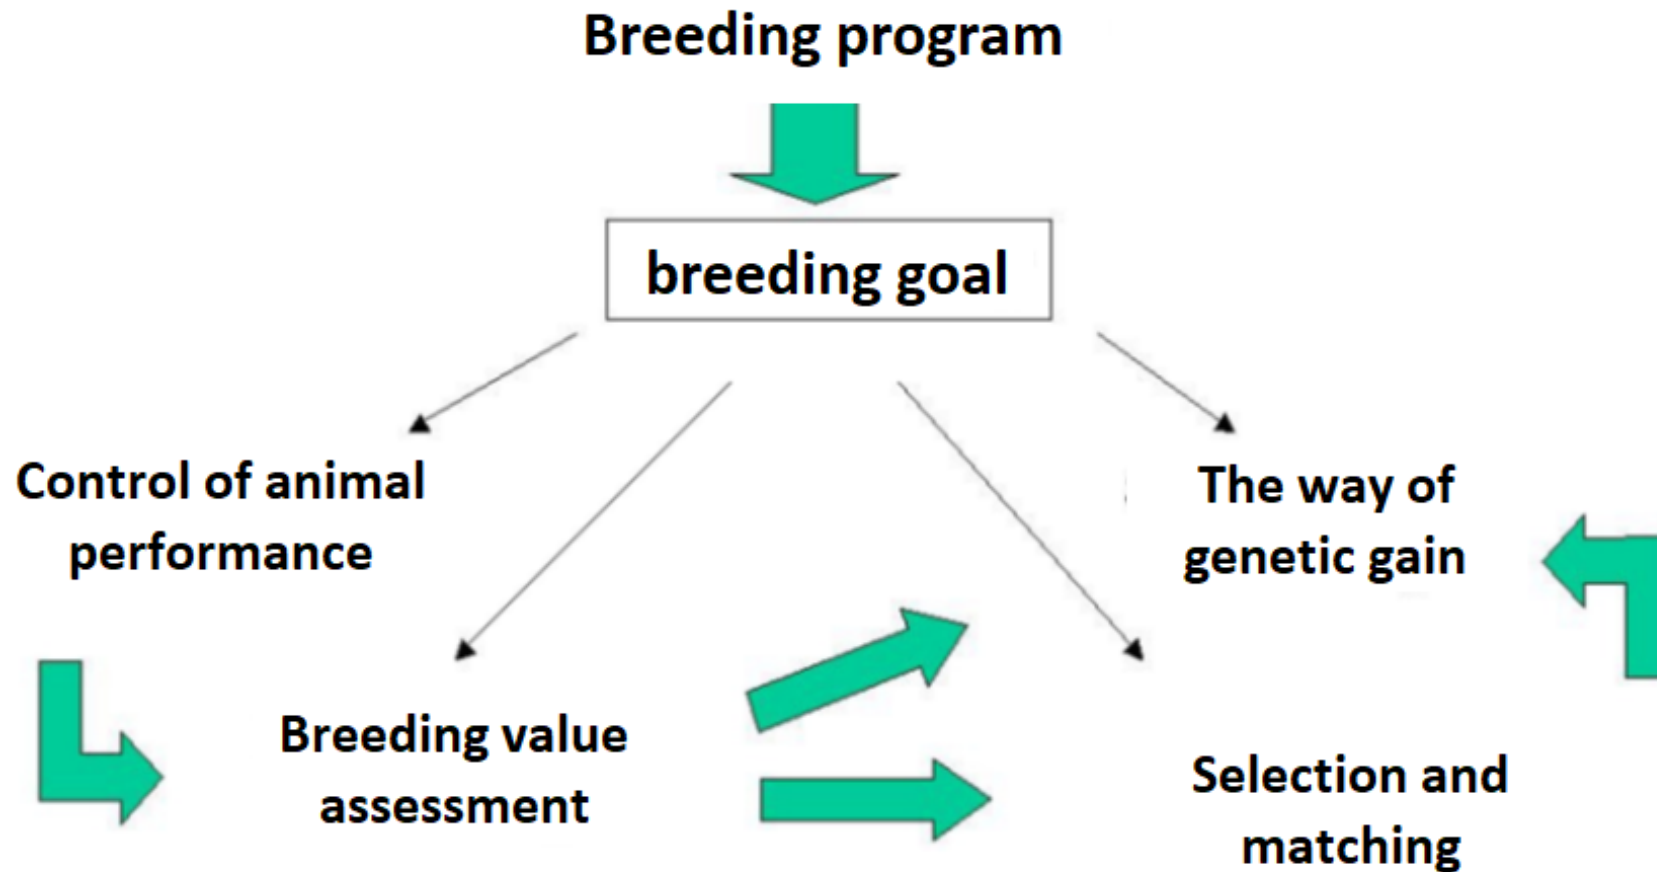 Breeding program
breeding goal
Control of animal
performance
The way of
genetic gain
Breeding value
assessment
Selection and
matching